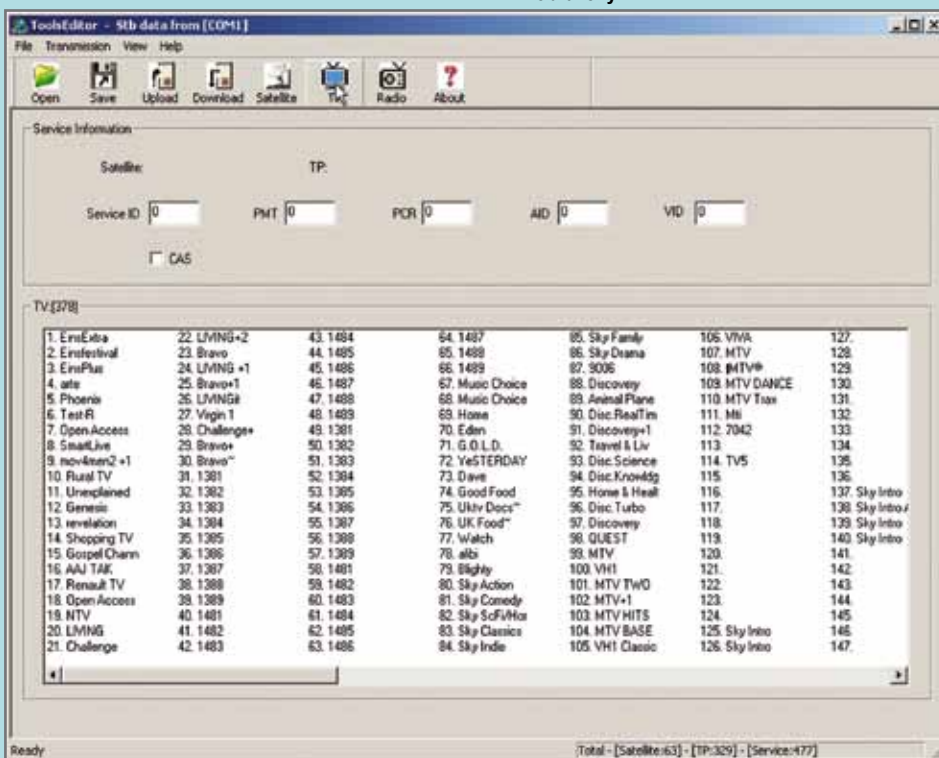 ToolsEditor - Stb data from [COM1]
File Transmission View Help
Open Save Upload Download Satellite TV Radio About
Service Information
Satellite: TP:
Service ID 0 PMT 0 PCR 0 AID 0 VID 0
CAS
TV:[378]
1. EinsExtra
2. Einsfestival
3. EinsPlus
4. arte
5. Phoenix
6. Test-R
7. Open Access
8. SmartLive
9. mov4men2 +1
10. Rural TV
11. Unexplained
12. Genesis
13. revelation
14. Shopping TV
15. Gospel Chann
16. AAJ TAK
17. Renault TV
18. Open Access
19. NTV
20. LIVING
21. Challenge
22. LIVING+2
23. Bravo
24. LIVING +1
25. Bravo+1
26. LIVINGit
27. Virgin 1
28. Challenge+
29. Bravo+
30. Bravo~
31. 1381
32. 1382
33. 1383
34. 1384
35. 1385
36. 1386
37. 1387
38. 1388
39. 1389
40. 1481
41. 1482
42. 1483
43. 1484
44. 1485
45. 1486
46. 1487
47. 1488
48. 1489
49. 1381
50. 1382
51. 1383
52. 1384
53. 1385
54. 1386
55. 1387
56. 1388
57. 1389
58. 1481
59. 1482
60. 1483
61. 1484
62. 1485
63. 1486
64. 1487
65. 1488
66. 1489
67. Music Choice
68. Music Choice
69. Home
70. Eden
71. G.O.L.D.
72. YeSTERDAY
73. Dave
74. Good Food
75. Uktv Docs~
76. UK Food~
77. Watch
78. alibi
79. Blighty
80. Sky Action
81. Sky Comedy
82. Sky ScFi/Hor
83. Sky Classics
84. Sky Indie
85. Sky Family
86. Sky Drama
87. 9006
88. Discovery
89. Animal Plane
90. Disc.RealTim
91. Discovery+1
92. Travel & Liv
93. Disc.Science
94. Disc.Knowldg
95. Home & Healt
96. Disc.Turbo
97. Discovery
98. QUEST
99. MTV
100. VH1
101. MTV TWO
102. MTV+1
103. MTV HITS
104. MTV BASE
105. VH1 Classic
106. VIVA
107. MTV
108.
109. MTV DANCE
110. MTV Trax
111.
112. 7042
113.
114. TV5
115.
116.
117.
118.
119.
120.
121.
122.
123.
124.
125. Sky Intro
126. Sky Intro
127.
128.
129.
130.
131.
132.
133.
134.
135.
136.
137. Sky Intro
138. Sky Intro
139. Sky Intro
140. Sky Intro
141.
142.
143.
144.
145.
146.
147.
Ready Total - [Satellite:63] - [TP:329] - [Service:477]